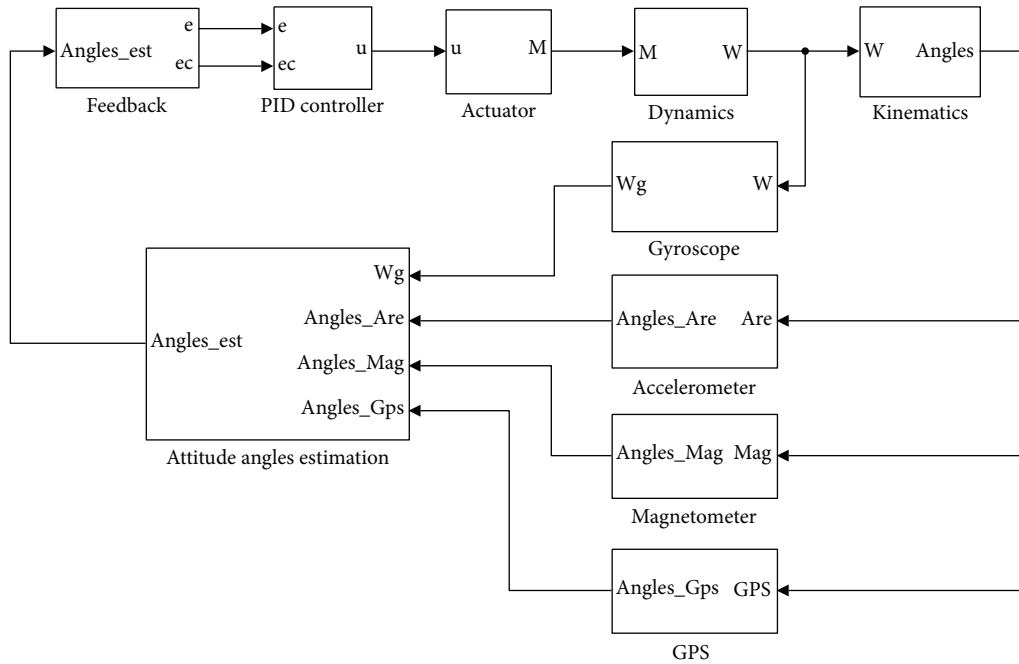 Angles_est
e
ec
Feedback
e
ec
u
PID controller
u
M
Actuator
M
W
Dynamics
W
Angles
Kinematics
Wg
W
Gyroscope
Angles_est
Wg
Angles_Are
Angles_Mag
Angles_Gps
Attitude angles estimation
Angles_Are
Are
Accelerometer
Angles_Mag
Mag
Magnetometer
Angles_Gps
GPS
GPS